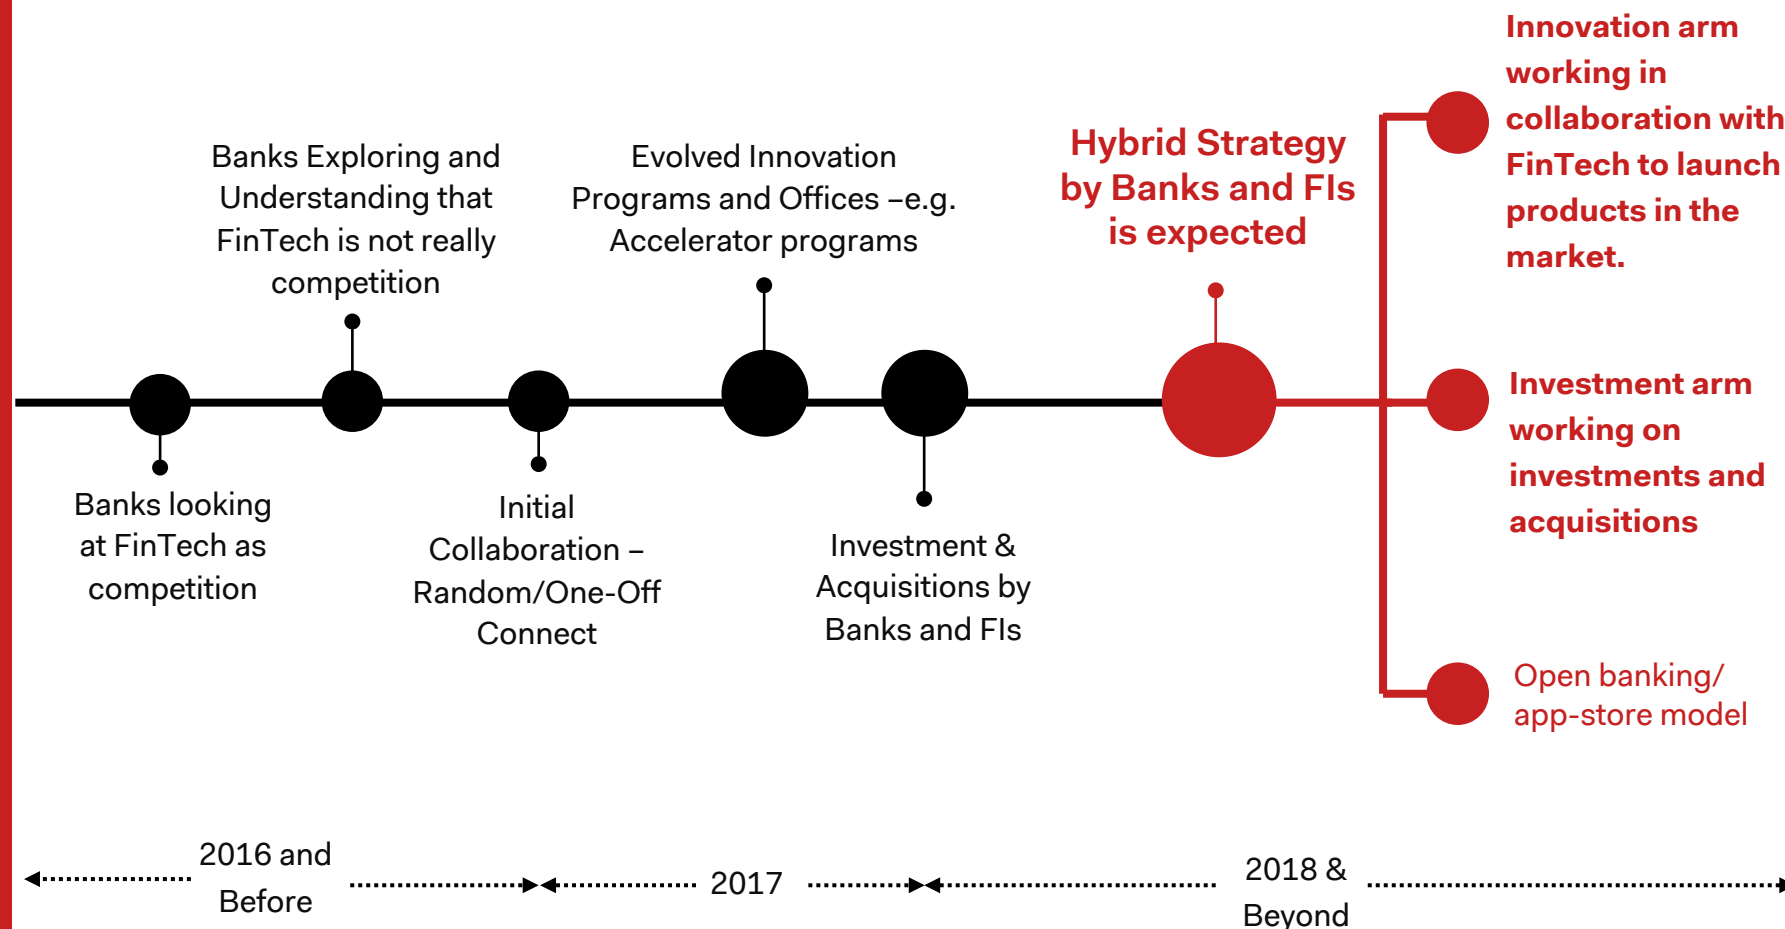 Innovation arm
working in
collaboration with
FinTech to launch
products in the
market.
Banks Exploring and
Understanding that
FinTech is not really
competition
Evolved Innovation
Programs and Offices –e.g.
Accelerator programs
Hybrid Strategy
by Banks and FIs
is expected
Banks looking
at FinTech as
competition
Initial
Collaboration –
Random/One-Off
Connect
Investment &
Acquisitions by
Banks and FIs
Investment arm
working on
investments and
acquisitions
Open banking/
app-store model
2016 and
Before
2017
2018 &
Beyond